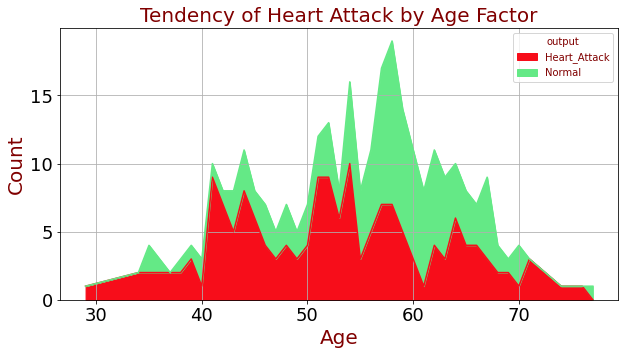 Tendency of Heart Attack by Age Factor
output
Heart_Attack
Normal
Count
15
10
5
0
30 40 50 60 70
Age